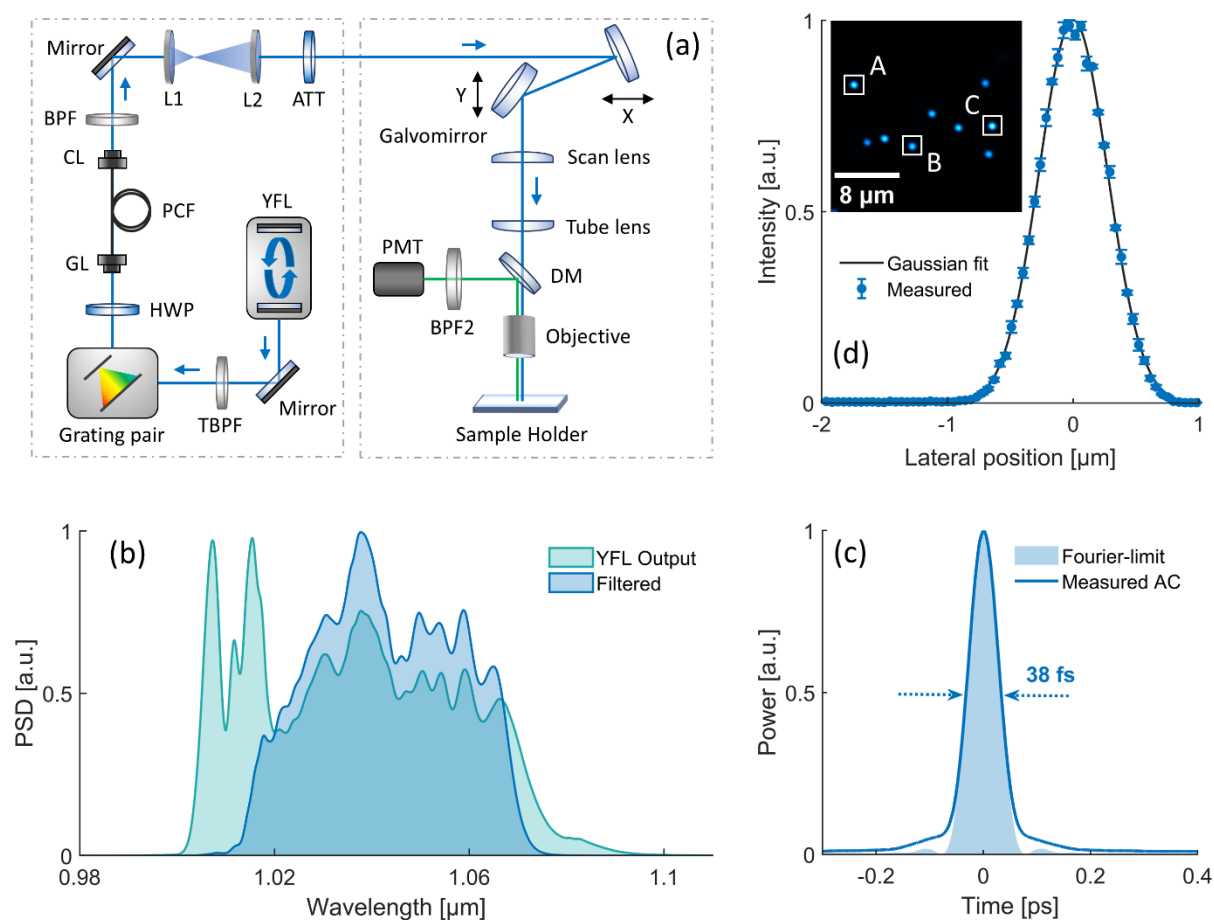 (a)
Mirror
L1
L2
ATT
BPF
CL
PCF
GL
HWP
YFL
Grating pair
TBPF
Mirror
Y
X
Galvomirror
Scan lens
Tube lens
PMT
DM
BPF2
Objective
Sample Holder
(d)
Intensity [a.u.]
1
0.5
0
A
B
C
8 µm
Gaussian fit
Measured
-2
-1
0
1
Lateral position [µm]
(b)
PSD [a.u.]
1
0.5
0
YFL Output
Filtered
0.98
1.02
1.06
1.1
Wavelength [µm]
(c)
Power [a.u.]
1
0.5
0
Fourier-limit
Measured AC
38 fs
-0.2
0
0.2
0.4
Time [ps]